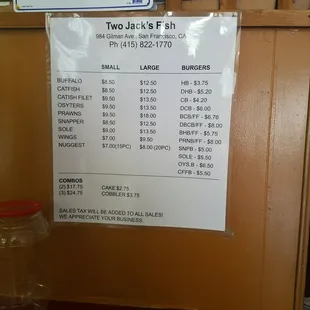 Two Jack's Fish
984 Gilman Ave., San Francisco, CA
Ph (415) 822-1770
SMALL LARGE BURGERS
BUFFALO $8.50 $12.50 HB - $3.75
CATFISH $8.50 $12.50 DHB - $5.20
CATISH FILET $9.50 $13.50 CB - $4.20
OSYTERS $9.50 $13.50 DCB - $6.00
PRAWNS $9.50 $18.00 BCB/FF - $6.76
SNAPPER $8.50 $12.50 DBCB/FF - $8.00
SOLE $9.00 $13.50 BHB/FF - $5.75
WINGS $7.00 $9.50 PRNB/FF - $8.00
NUGGEST $7.00(15PC) $8.00 (20PC) SNPB - $5.00
SOLE - $5.50
OYS.B - $6.50
CFFB - $5.50
COMBOS
(2) $17.75 CAKE $2.75
(3) $24.75 COBBLER $3.75
SALES TAX WILL BE ADDED TO ALL SALES!
WE APPRECIATE YOUR BUSINESS.